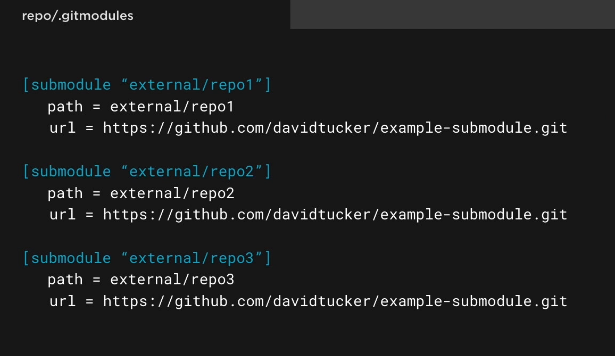 repo/.gitmodules
[submodule “external/repo1”]
path = external/repo1
url = https://github.com/davidtucker/example-submodule.git
[submodule “external/repo2”]
path = external/repo2
url = https://github.com/davidtucker/example-submodule.git
[submodule “external/repo3”]
path = external/repo3
url = https://github.com/davidtucker/example-submodule.git